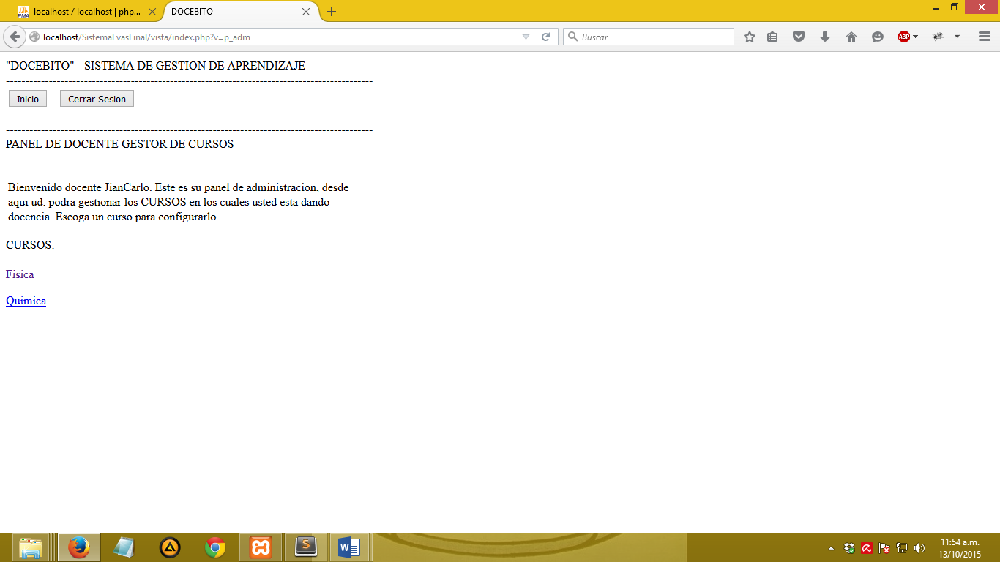 localhost / localhost | php...
DOCEBITO
localhost/SistemaEvasFinal/vista/index.php?v=p_adm
Buscar
ABP
"DOCEBITO" - SISTEMA DE GESTION DE APRENDIZAJE
-----------------------------------------------------------------------------------------------
Inicio
Cerrar Sesion
-----------------------------------------------------------------------------------------------
PANEL DE DOCENTE GESTOR DE CURSOS
-----------------------------------------------------------------------------------------------
Bienvenido docente JianCarlo. Este es su panel de administracion, desde
aqui ud. podra gestionar los CURSOS en los cuales usted esta dando
docencia. Escoga un curso para configurarlo.
CURSOS:
-------------------------------------------
Fisica
Quimica
11:54 a.m.
13/10/2015